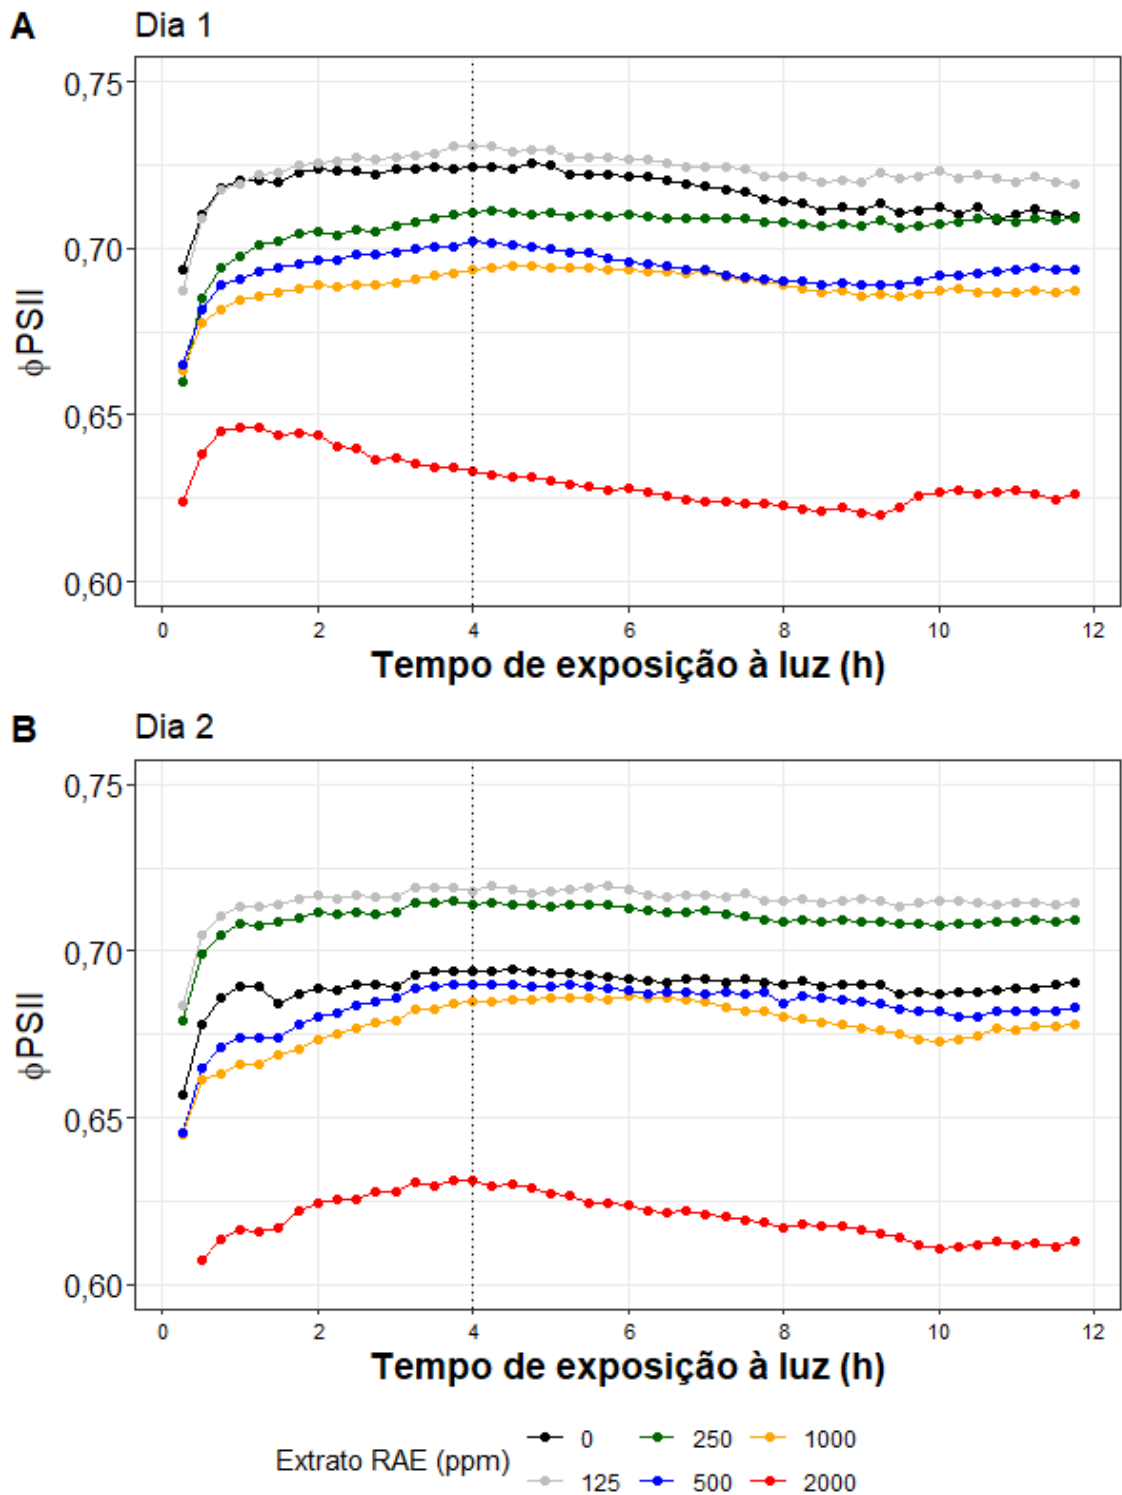 A Dia 1
0,75
0,70
0,65
0,60
ϕPSII
0 2 4 6 8 10 12
Tempo de exposição à luz (h)
B Dia 2
0,75
0,70
0,65
0,60
ϕPSII
0 2 4 6 8 10 12
Tempo de exposição à luz (h)
Extrato RAE (ppm)
0 250 1000
125 500 2000